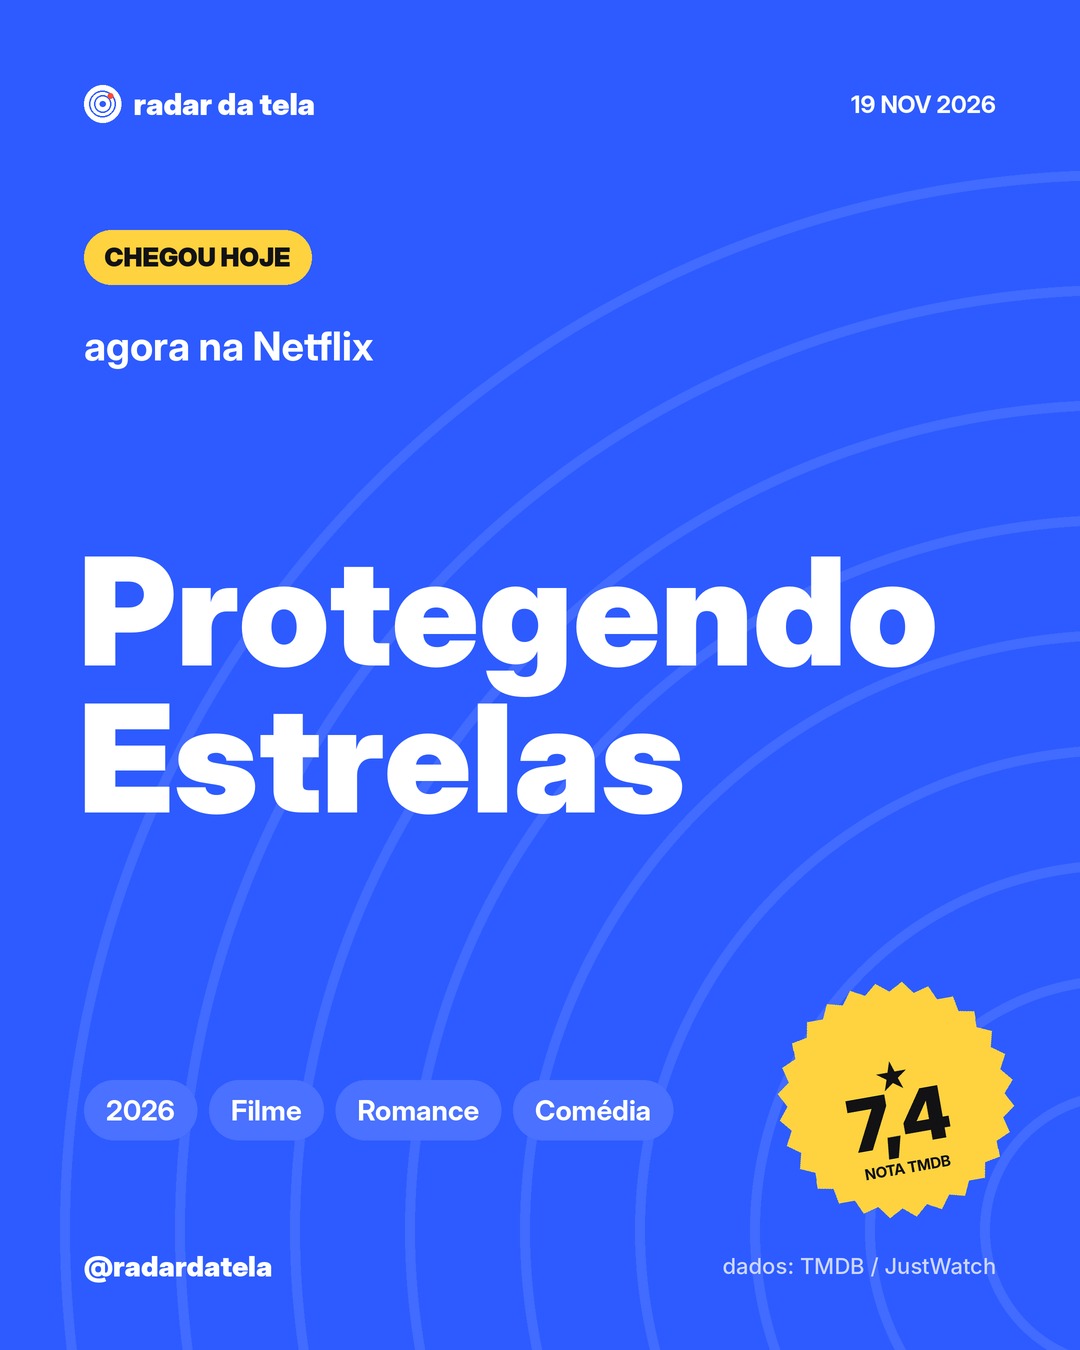 radar da tela
19 NOV 2026
CHEGOU HOJE
agora na Netflix
Protegendo
Estrelas
2026 Filme Romance Comédia
★
7,4
NOTA TMDB
@radardatela
dados: TMDB / JustWatch